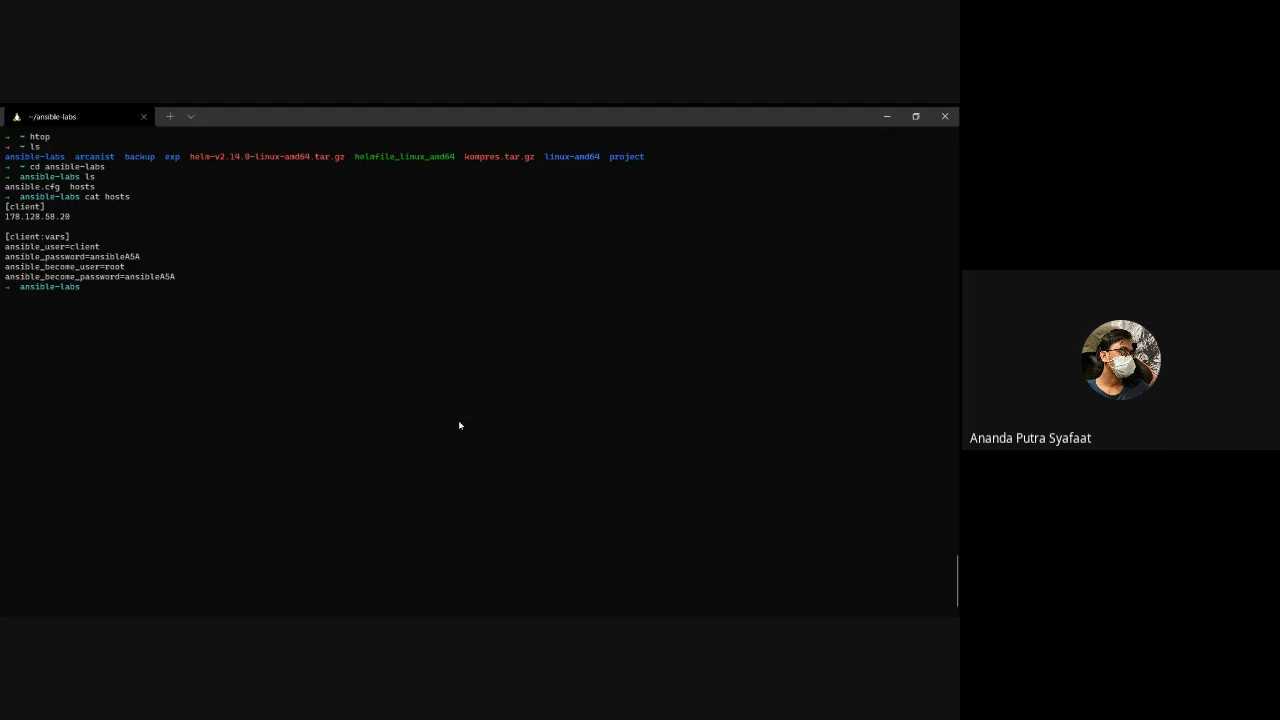 ~/ansible-labs
→ ~ htop
→ ~ ls
ansible-labs arcanist backup exp helm-v2.14.0-linux-amd64.tar.gz helmfile_linux_amd64 kompres.tar.gz linux-amd64 project
→ ~ cd ansible-labs
→ ansible-labs ls
ansible.cfg hosts
→ ansible-labs cat hosts
[client]
178.128.58.20
[client:vars]
ansible_user=client
ansible_password=ansibleA5A
ansible_become_user=root
ansible_become_password=ansibleA5A
→ ansible-labs
Ananda Putra Syafaat